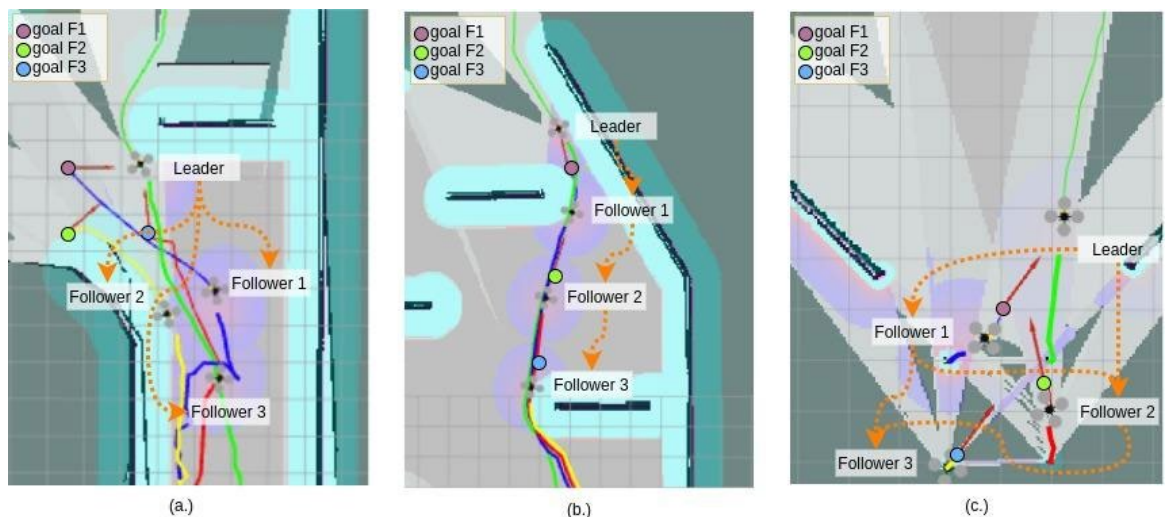 goal F1
goal F2
goal F3
Leader
Follower 1
Follower 2
Follower 3
(a.)
goal F1
goal F2
goal F3
Leader
Follower 1
Follower 2
Follower 3
(b.)
goal F1
goal F2
goal F3
Leader
Follower 1
Follower 2
Follower 3
(c.)